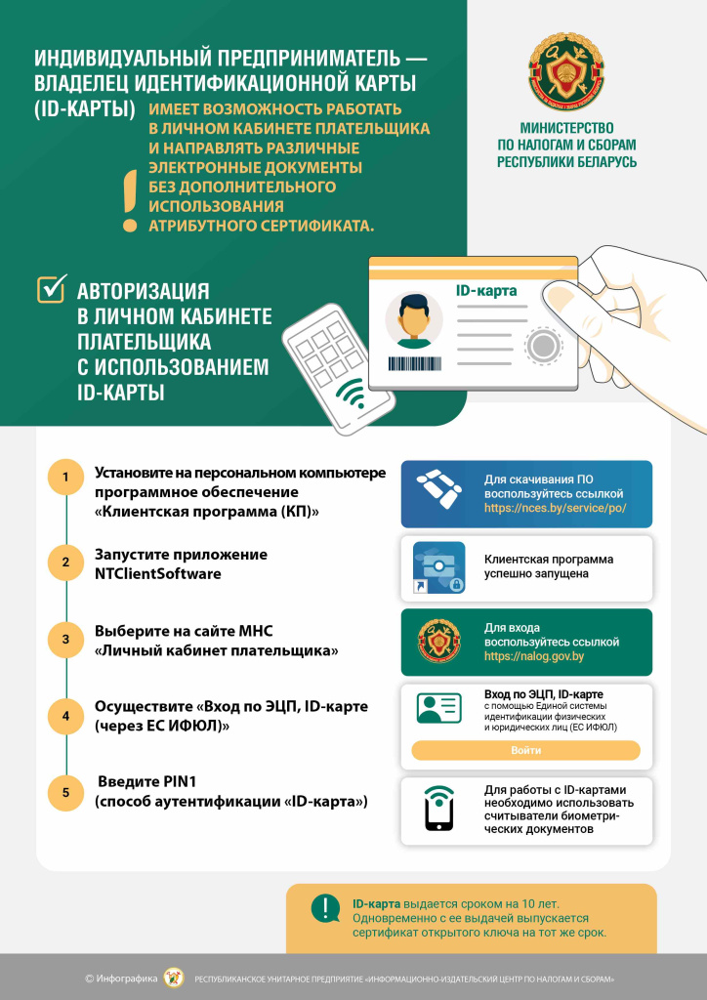 ИНДИВИДУАЛЬНЫЙ ПРЕДПРИНИМАТЕЛЬ —
ВЛАДЕЛЕЦ ИДЕНТИФИКАЦИОННОЙ КАРТЫ
(ID-КАРТЫ)
ИМЕЕТ ВОЗМОЖНОСТЬ РАБОТАТЬ
В ЛИЧНОМ КАБИНЕТЕ ПЛАТЕЛЬЩИКА
И НАПРАВЛЯТЬ РАЗЛИЧНЫЕ
ЭЛЕКТРОННЫЕ ДОКУМЕНТЫ
БЕЗ ДОПОЛНИТЕЛЬНОГО
ИСПОЛЬЗОВАНИЯ
АТРИБУТНОГО СЕРТИФИКАТА.
!
МИНИСТЕРСТВО
ПО НАЛОГАМ И СБОРАМ
РЕСПУБЛИКИ БЕЛАРУСЬ
АВТОРИЗАЦИЯ
В ЛИЧНОМ КАБИНЕТЕ
ПЛАТЕЛЬЩИКА
С ИСПОЛЬЗОВАНИЕМ
ID-КАРТЫ
ID-карта
1
Установите на персональном компьютере
программное обеспечение
«Клиентская программа (КП)»
Для скачивания ПО
воспользуйтесь ссылкой
https://nces.by/service/po/
2
Запустите приложение
NTClientSoftware
Клиентская программа
успешно запущена
3
Выберите на сайте МНС
«Личный кабинет плательщика»
Для входа
воспользуйтесь ссылкой
https://nalog.gov.by
4
Осуществите «Вход по ЭЦП, ID-карте
(через ЕС ИФЮЛ)»
Вход по ЭЦП, ID-карте
с помощью Единой системы
идентификации физических
и юридических лиц (ЕС ИФЮЛ)
Войти
5
Введите PIN1
(способ аутентификации «ID-карта»)
Для работы с ID-картами
необходимо использовать
считыватели биометри-
ческих документов
!
ID-карта выдается сроком на 10 лет.
Одновременно с ее выдачей выпускается
сертификат открытого ключа на тот же срок.
© Инфографика
РЕСПУБЛИКАНСКОЕ УНИТАРНОЕ ПРЕДПРИЯТИЕ «ИНФОРМАЦИОННО-ИЗДАТЕЛЬСКИЙ ЦЕНТР ПО НАЛОГАМ И СБОРАМ»